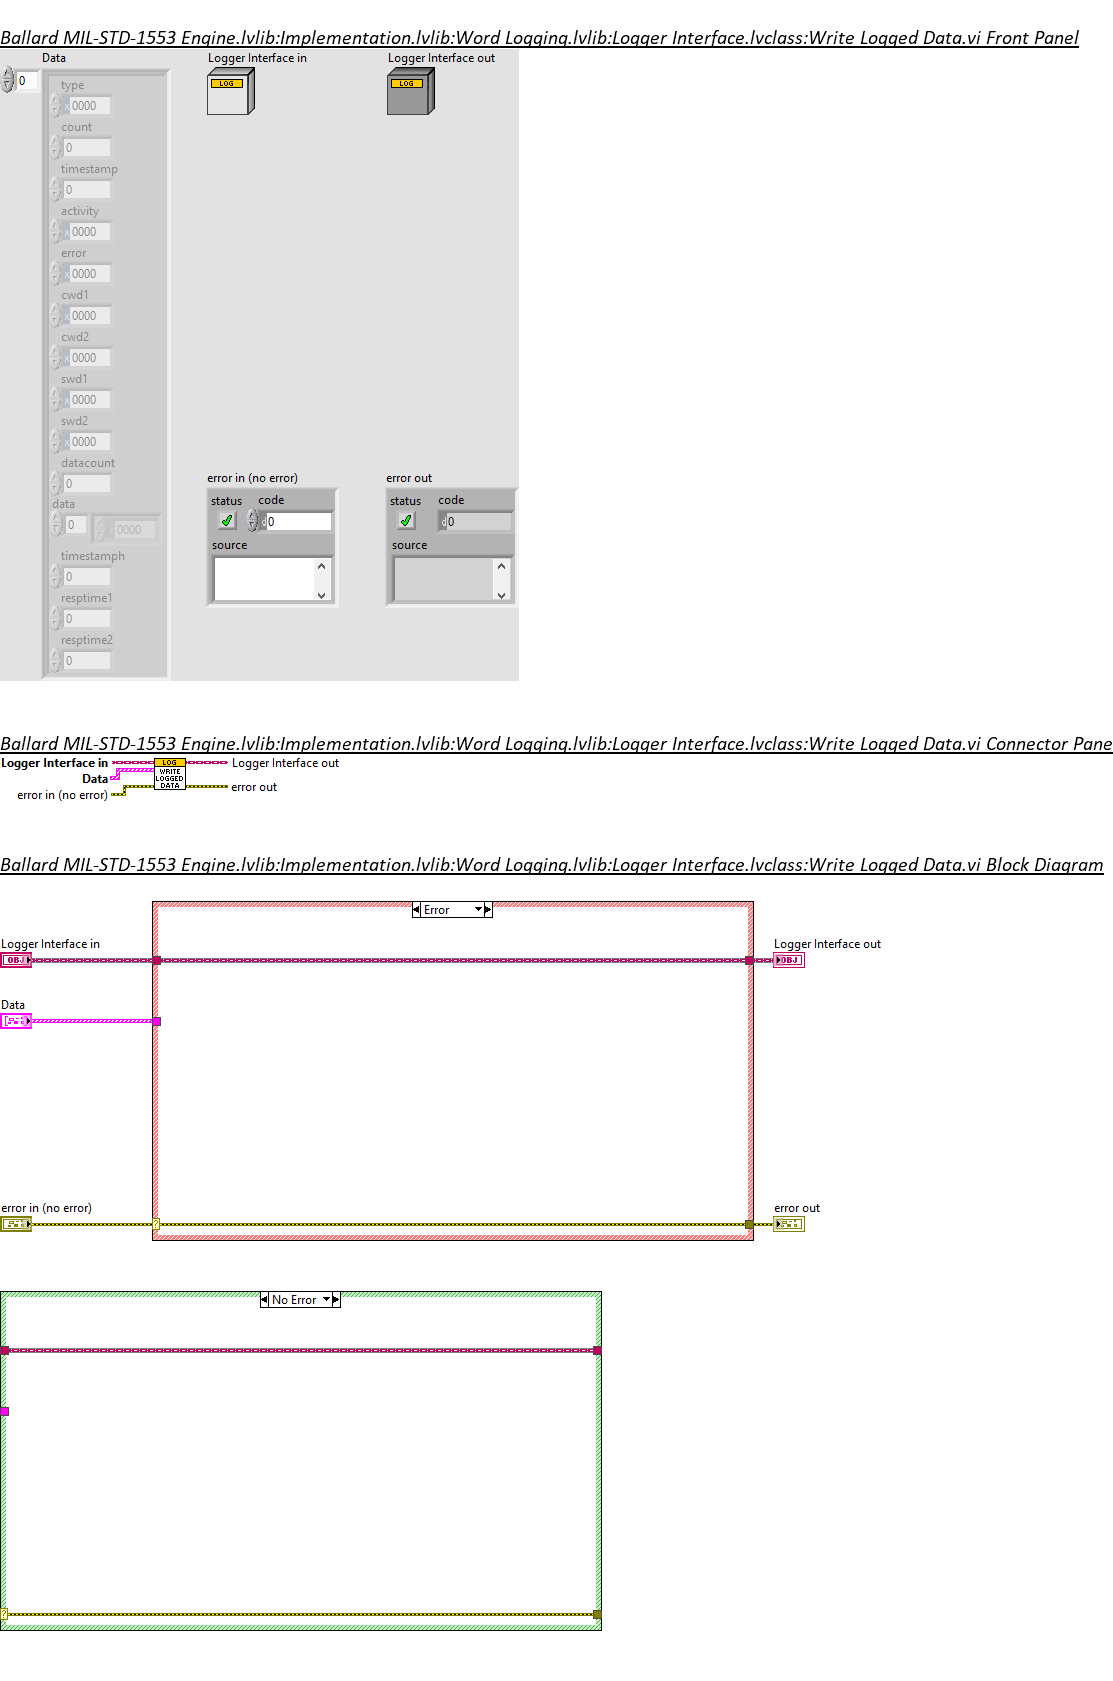 Ballard MIL-STD-1553 Engine.lvlib:Implementation.lvlib:Word Logging.lvlib:Logger Interface.lvclass:Write Logged Data.vi Front Panel
Data
Logger Interface in
Logger Interface out
0
LOG
LOG
type
x 0000
count
0
timestamp
0
activity
x 0000
error
x 0000
cwd1
x 0000
cwd2
x 0000
swd1
x 0000
swd2
x 0000
datacount
0
data
0
x 0000
timestamph
0
resptime1
0
resptime2
0
error in (no error)
status
code
d 0
source
error out
status
code
d 0
source
Ballard MIL-STD-1553 Engine.lvlib:Implementation.lvlib:Word Logging.lvlib:Logger Interface.lvclass:Write Logged Data.vi Connector Pane
Logger Interface in
Data
error in (no error)
LOG
WRITE
LOGGED
DATA
Logger Interface out
error out
Ballard MIL-STD-1553 Engine.lvlib:Implementation.lvlib:Word Logging.lvlib:Logger Interface.lvclass:Write Logged Data.vi Block Diagram
Error
Logger Interface in
OBJ
Logger Interface out
OBJ
Data
error in (no error)
?
error out
No Error
?